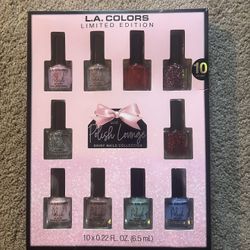 L.A. COLORS
LIMITED EDITION
10
Polish Lounge
SHINY NAILS COLLECTION
10 x 0.22 FL. OZ (6.5 mL)